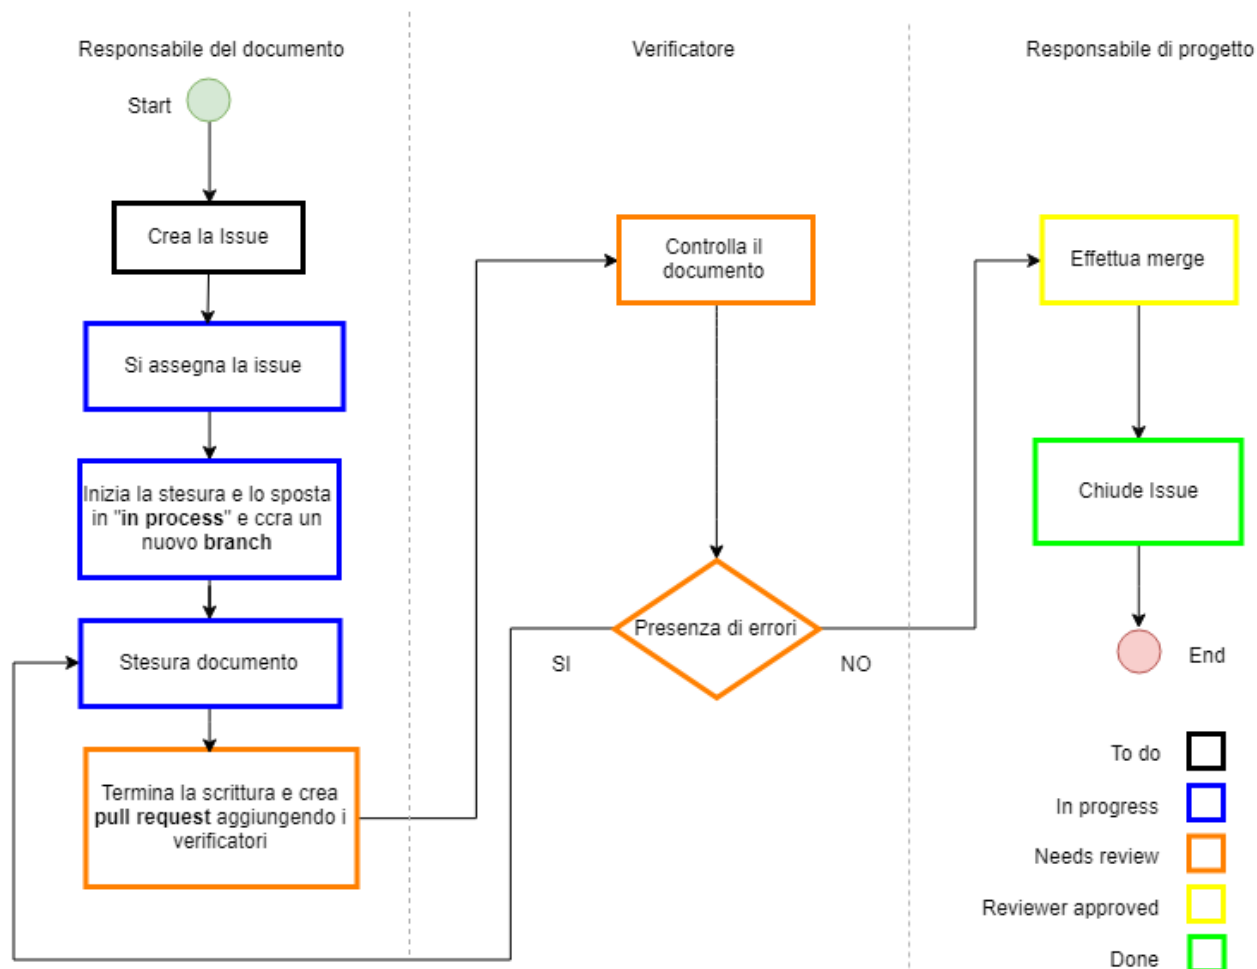 Responsabile del documento
Verificatore
Responsabile di progetto
Start
Crea la Issue
Si assegna la issue
Inizia la stesura e lo sposta
in "in process" e ccra un
nuovo branch
Stesura documento
Termina la scrittura e crea
pull request aggiungendo i
verificatori
Controlla il
documento
Presenza di errori
SI
NO
Effettua merge
Chiude Issue
End
To do
In progress
Needs review
Reviewer approved
Done